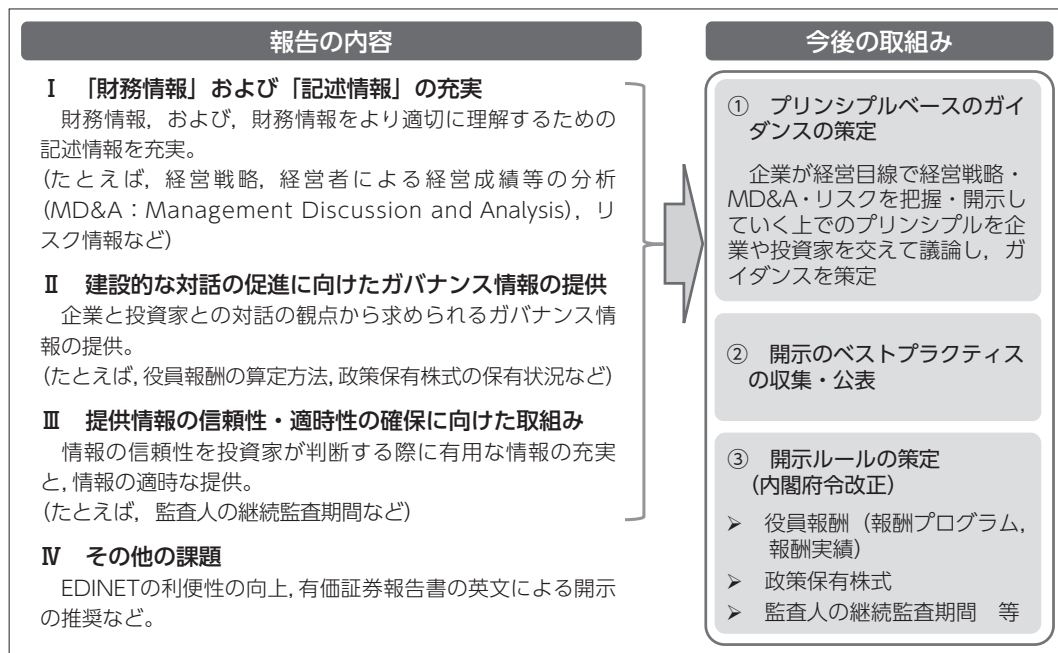 報告の内容
Ⅰ 「財務情報」および「記述情報」の充実
財務情報，および，財務情報をより適切に理解するための
記述情報を充実。
(たとえば，経営戦略，経営者による経営成績等の分析
(MD&A：Management Discussion and Analysis)，リ
スク情報など)
Ⅱ 建設的な対話の促進に向けたガバナンス情報の提供
企業と投資家との対話の観点から求められるガバナンス情
報の提供。
(たとえば，役員報酬の算定方法，政策保有株式の保有状況など)
Ⅲ 提供情報の信頼性・適時性の確保に向けた取組み
情報の信頼性を投資家が判断する際に有用な情報の充実
と，情報の適時な提供。
(たとえば，監査人の継続監査期間など)
Ⅳ その他の課題
EDINETの利便性の向上，有価証券報告書の英文による開示
の推奨など。
今後の取組み
① プリンシプルベースのガイ
ダンスの策定
企業が経営目線で経営戦略・
MD&A・リスクを把握・開示し
ていく上でのプリンシプルを企
業や投資家を交えて議論し，ガ
イダンスを策定
② 開示のベストプラクティス
の収集・公表
③ 開示ルールの策定
(内閣府令改正)
➢ 役員報酬（報酬プログラム，
報酬実績）
➢ 政策保有株式
➢ 監査人の継続監査期間 等